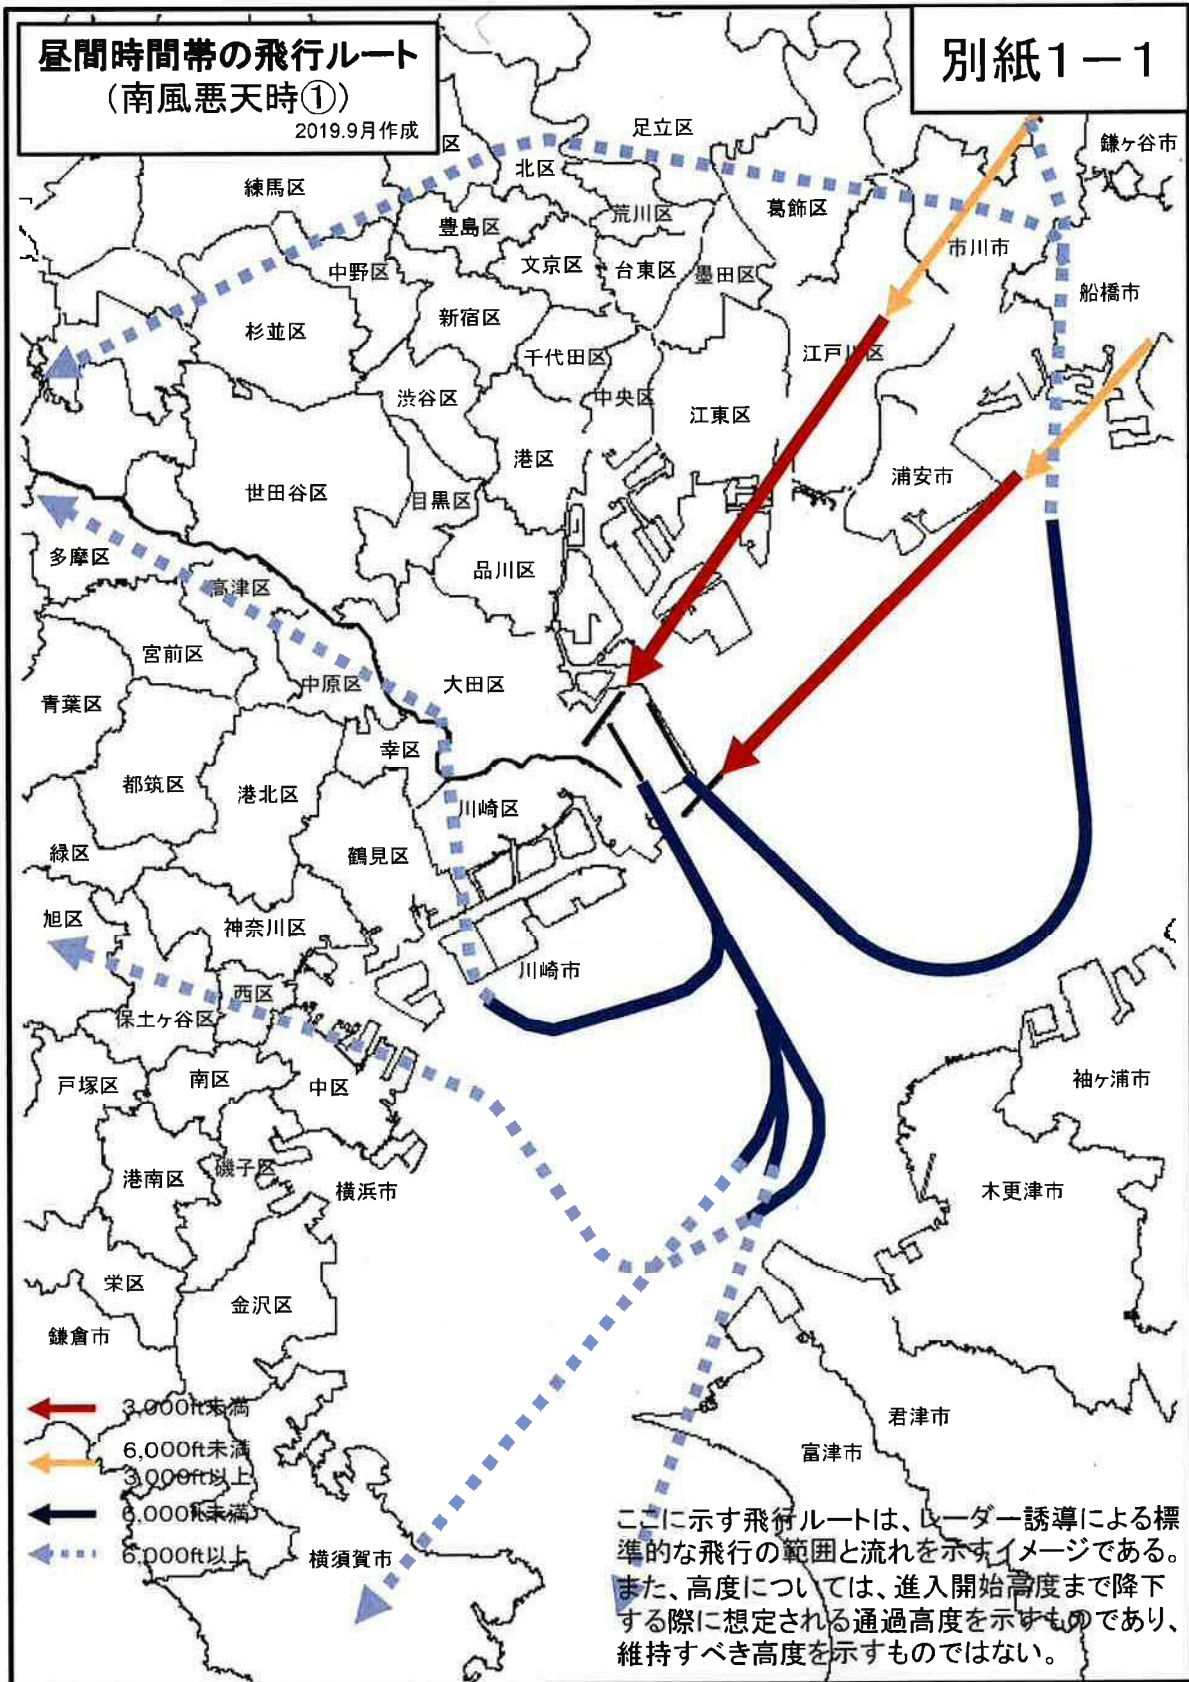 昼間時間帯の飛行ルート
(南風悪天時①)
2019.9月作成
別紙1-1
足立区
鎌ヶ谷市
区
北区
練馬区
葛飾区
荒川区
豊島区
市川市
文京区
台東区
墨田区
中野区
船橋市
新宿区
杉並区
千代田区
江戸川区
渋谷区
中央区
江東区
港区
浦安市
世田谷区
目黒区
多摩区
品川区
高津区
宮前区
中原区
大田区
青葉区
幸区
都筑区
港北区
川崎区
緑区
鶴見区
旭区
神奈川区
川崎市
西区
保土ヶ谷区
戸塚区
南区
中区
袖ヶ浦市
港南区
磯子区
横浜市
木更津市
栄区
金沢区
鎌倉市
3,000ft未満
君津市
6,000ft未満
3,000ft以上
富津市
6,000ft未満
6,000ft以上
横須賀市
ここに示す飛行ルートは、レーダー誘導による標
準的な飛行の範囲と流れを示すイメージである。
また、高度については、進入開始高度まで降下
する際に想定される通過高度を示すものであり、
維持すべき高度を示すものではない。